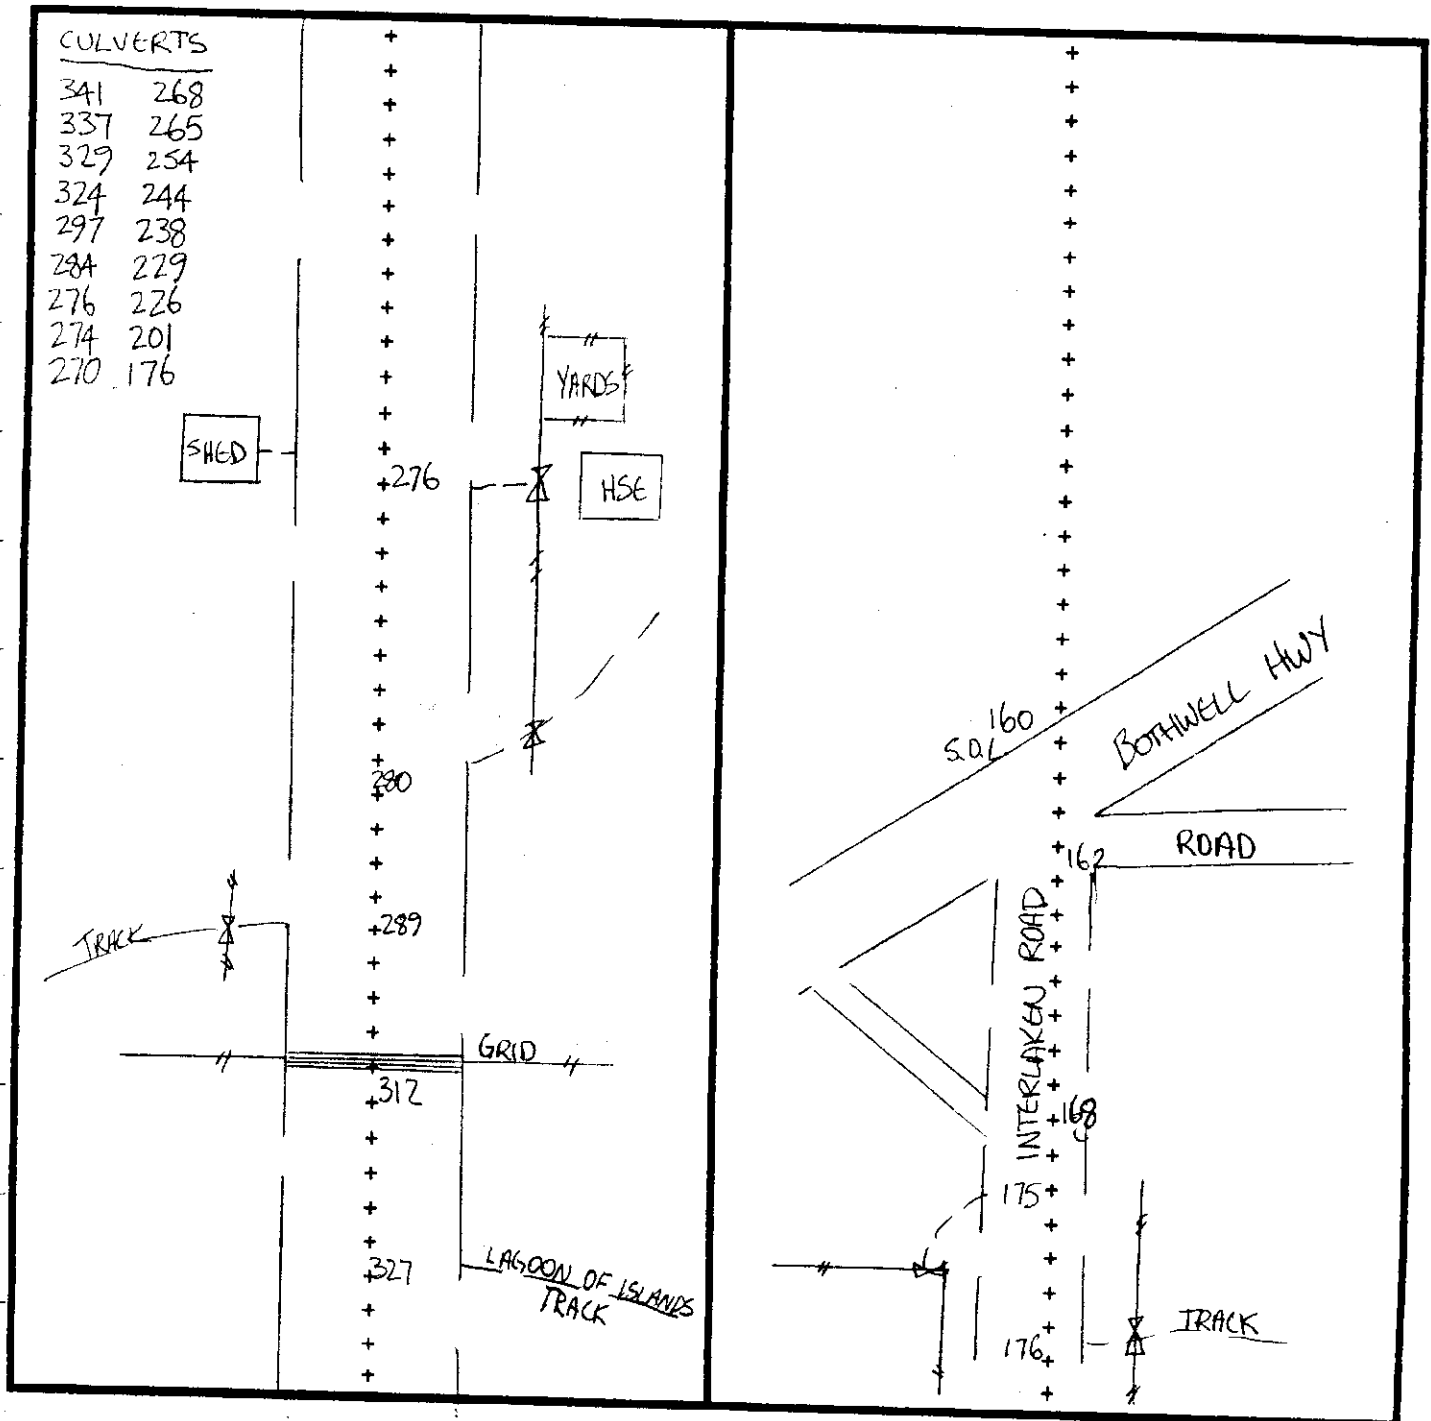 CULVERTS
341 268
337 265
329 254
324 244
297 238
284 229
276 226
274 201
270 176
YARDS
SHED
276
HSE
280
TRACK
289
GRID
312
327
LAGOON OF ISLANDS
TRACK
160
S.O.L
BOTHWELL HWY
162
ROAD
INTERLAKEN ROAD
168
175
176
TRACK